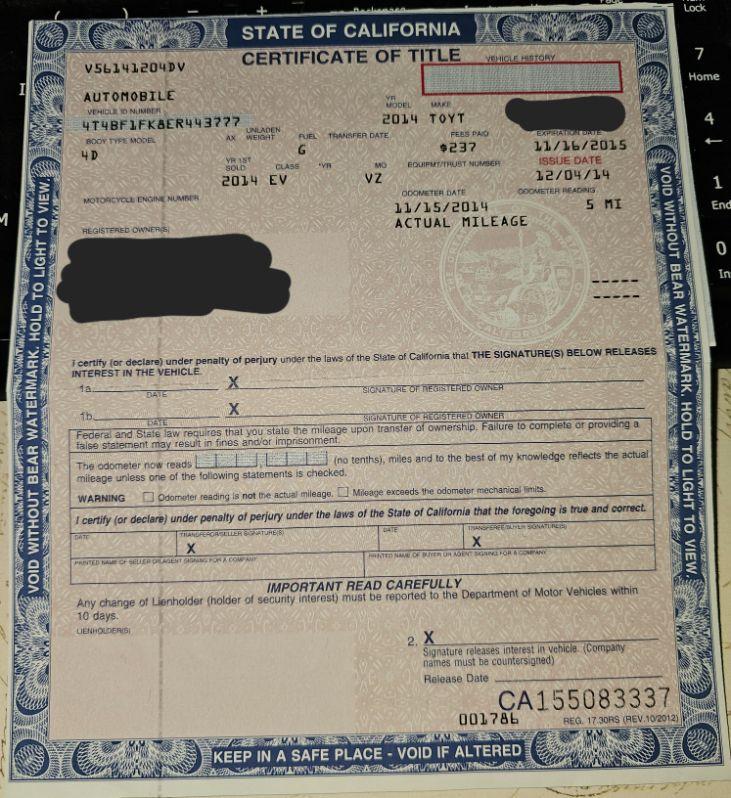 STATE OF CALIFORNIA
CERTIFICATE OF TITLE
VEHICLE HISTORY
V56141204DV
AUTOMOBILE
VEHICLE ID NUMBER
YR MODEL
MAKE
4T4BF1FK8ER443777
2014 TOYT
BODY TYPE MODEL
AX
UNLADEN WEIGHT
FUEL
TRANSFER DATE
FEES PAID
EXPIRATION DATE
4D
G
$237
11/16/2015
YR 1ST SOLD
CLASS
*YR
MO
EQUIPMT/TRUST NUMBER
ISSUE DATE
2014 EV
VZ
12/04/14
MOTORCYCLE ENGINE NUMBER
ODOMETER DATE
ODOMETER READING
11/15/2014
5 MI
ACTUAL MILEAGE
REGISTERED OWNER(S)
I certify (or declare) under penalty of perjury under the laws of the State of California that THE SIGNATURE(S) BELOW RELEASES
INTEREST IN THE VEHICLE.
1a.
X
DATE
SIGNATURE OF REGISTERED OWNER
1b.
X
DATE
SIGNATURE OF REGISTERED OWNER
Federal and State law requires that you state the mileage upon transfer of ownership. Failure to complete or providing a
false statement may result in fines and/or imprisonment.
The odometer now reads , (no tenths), miles and to the best of my knowledge reflects the actual
mileage unless one of the following statements is checked.
WARNING Odometer reading is not the actual mileage. Mileage exceeds the odometer mechanical limits.
I certify (or declare) under penalty of perjury under the laws of the State of California that the foregoing is true and correct.
DATE
TRANSFEROR/SELLER SIGNATURE(S)
DATE
TRANSFEREE/BUYER SIGNATURE(S)
X
X
PRINTED NAME OF SELLER OR AGENT SIGNING FOR A COMPANY
PRINTED NAME OF BUYER OR AGENT SIGNING FOR A COMPANY
IMPORTANT READ CAREFULLY
Any change of Lienholder (holder of security interest) must be reported to the Department of Motor Vehicles within
10 days.
LIENHOLDER(S)
2. X
Signature releases interest in vehicle. (Company
names must be countersigned)
Release Date
CA155083337
001786
REG. 17.30RS (REV.10/2012)
KEEP IN A SAFE PLACE - VOID IF ALTERED
VOID WITHOUT BEAR WATERMARK. HOLD TO LIGHT TO VIEW.
VOID WITHOUT BEAR WATERMARK. HOLD TO LIGHT TO VIEW.
Lock
7
Home
4
←
1
End
0